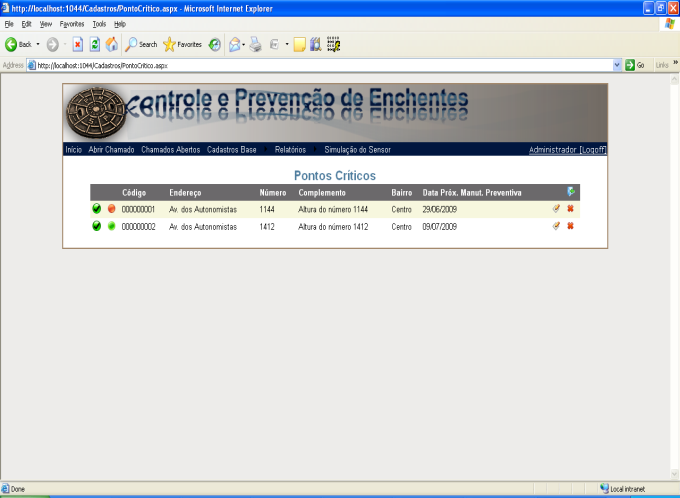 http://localhost:1044/Cadastros/PontoCritico.aspx - Microsoft Internet Explorer
File Edit View Favorites Tools Help
Back Search Favorites
Address http://localhost:1044/Cadastros/PontoCritico.aspx Go Links »
Centrole e Prevenção de Enchentes
Início Abrir Chamado Chamados Abertos Cadastros Base Relatórios Simulação do Sensor Administrador [Logoff]
Pontos Críticos
Código Endereço Número Complemento Bairro Data Próx. Manut. Preventiva
000000001 Av. dos Autonomistas 1144 Altura do número 1144 Centro 29/06/2009
000000002 Av. dos Autonomistas 1412 Altura do número 1412 Centro 09/07/2009
Done Local intranet